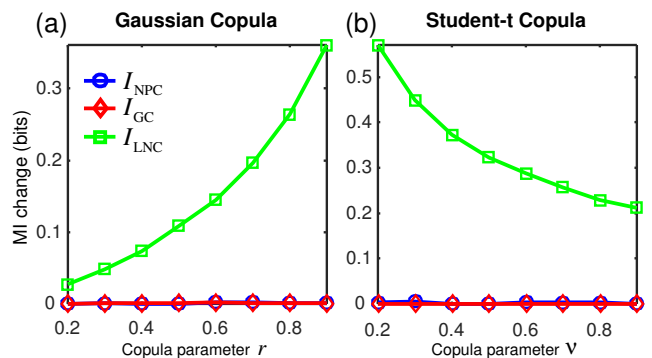 (a) Gaussian Copula
(b) Student-t Copula
MI change (bits)
0.3
0.2
0.1
0
I_NPC
I_GC
I_LNC
0.2 0.4 0.6 0.8
Copula parameter r
0.5
0.4
0.3
0.2
0.1
0
0.2 0.4 0.6 0.8
Copula parameter ν